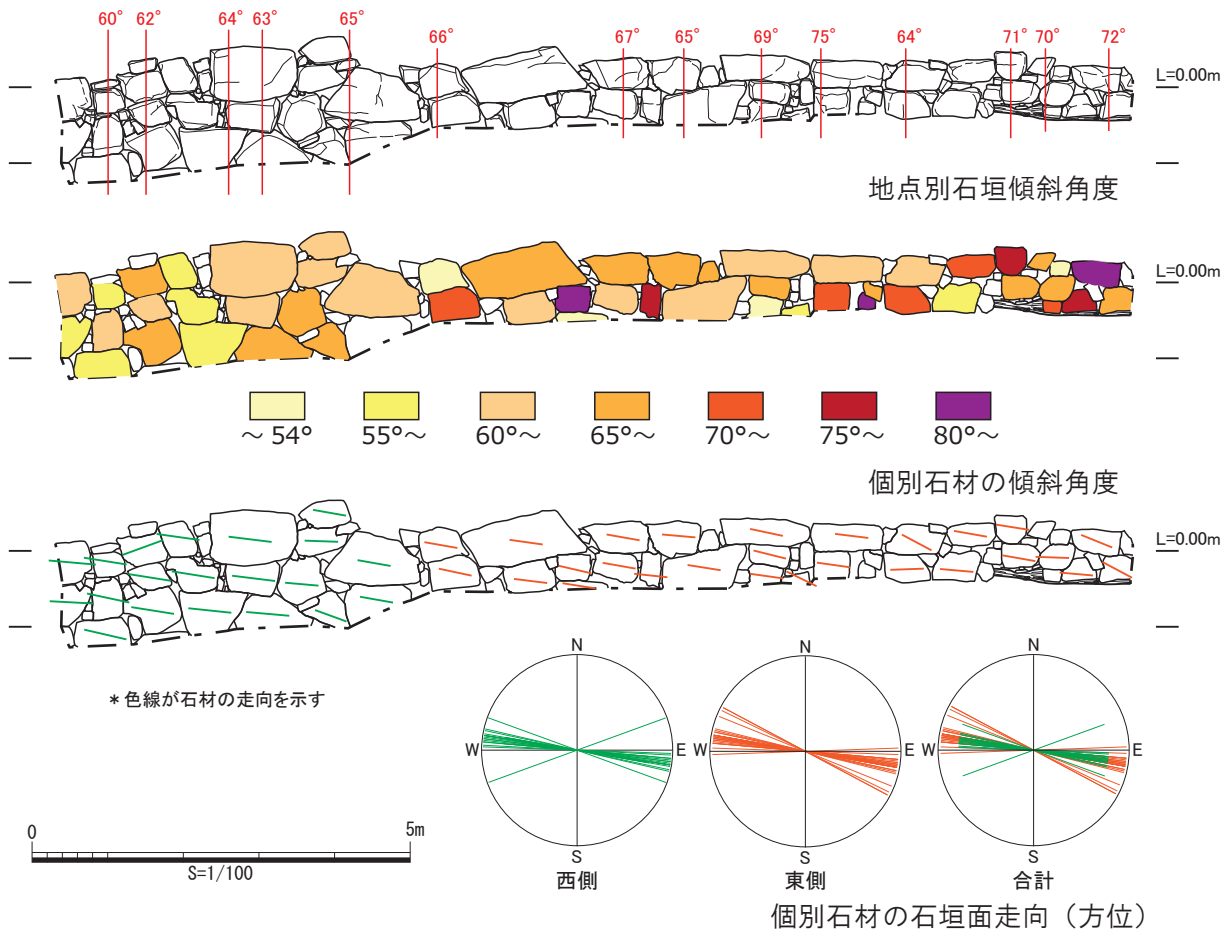 60° 62° 64° 63° 65° 66° 67° 65° 69° 75° 64° 71° 70° 72°
L=0.00m
地点別石垣傾斜角度
L=0.00m
～54° 55°～ 60°～ 65°～ 70°～ 75°～ 80°～
個別石材の傾斜角度
L=0.00m
*色線が石材の走向を示す
N N N
W E W E W E
S S S
西側 東側 合計
0 5m
S=1/100
個別石材の石垣面走向（方位）